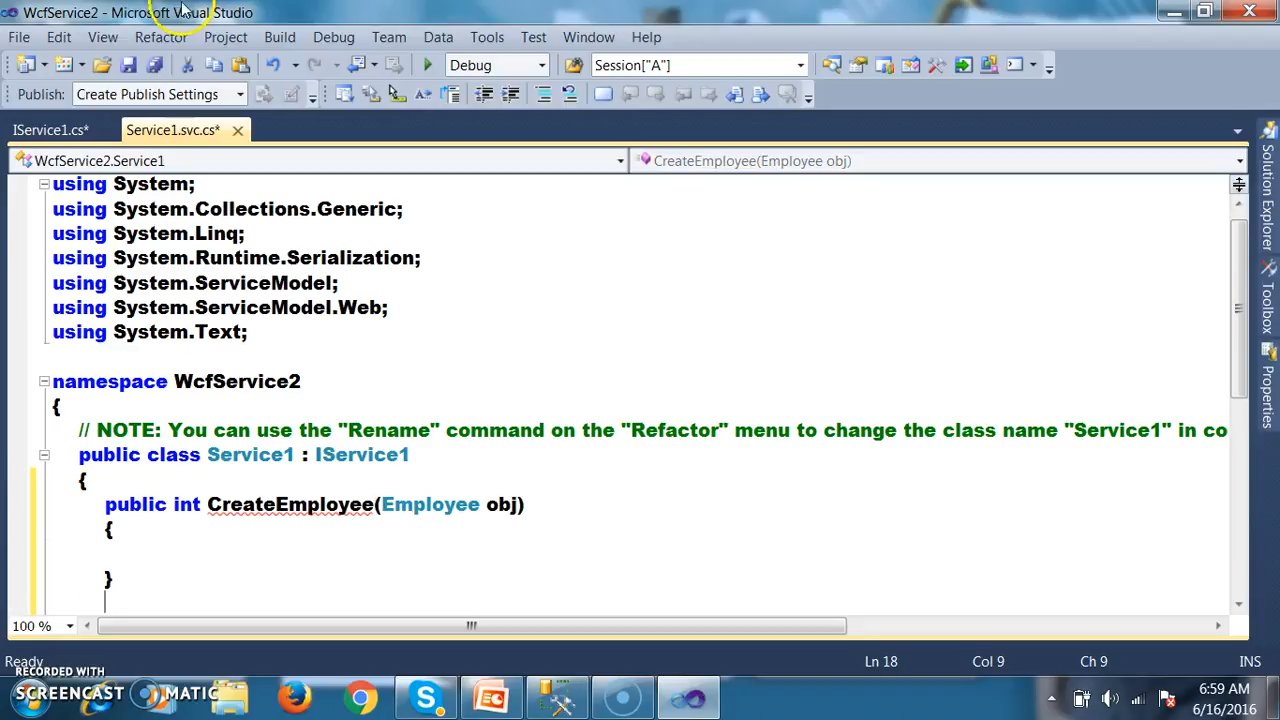 WcfService2 - Microsoft Visual Studio
File Edit View Refactor Project Build Debug Team Data Tools Test Window Help
Debug Session["A"]
Publish: Create Publish Settings
IService1.cs* Service1.svc.cs*
WcfService2.Service1 CreateEmployee(Employee obj)
using System;
using System.Collections.Generic;
using System.Linq;
using System.Runtime.Serialization;
using System.ServiceModel;
using System.ServiceModel.Web;
using System.Text;
namespace WcfService2
{
// NOTE: You can use the "Rename" command on the "Refactor" menu to change the class name "Service1" in co
public class Service1 : IService1
{
public int CreateEmployee(Employee obj)
{
}
Solution Explorer
Toolbox
Properties
100 %
Ready Ln 18 Col 9 Ch 9 INS
RECORDED WITH
SCREENCAST MATIC
6:59 AM
6/16/2016